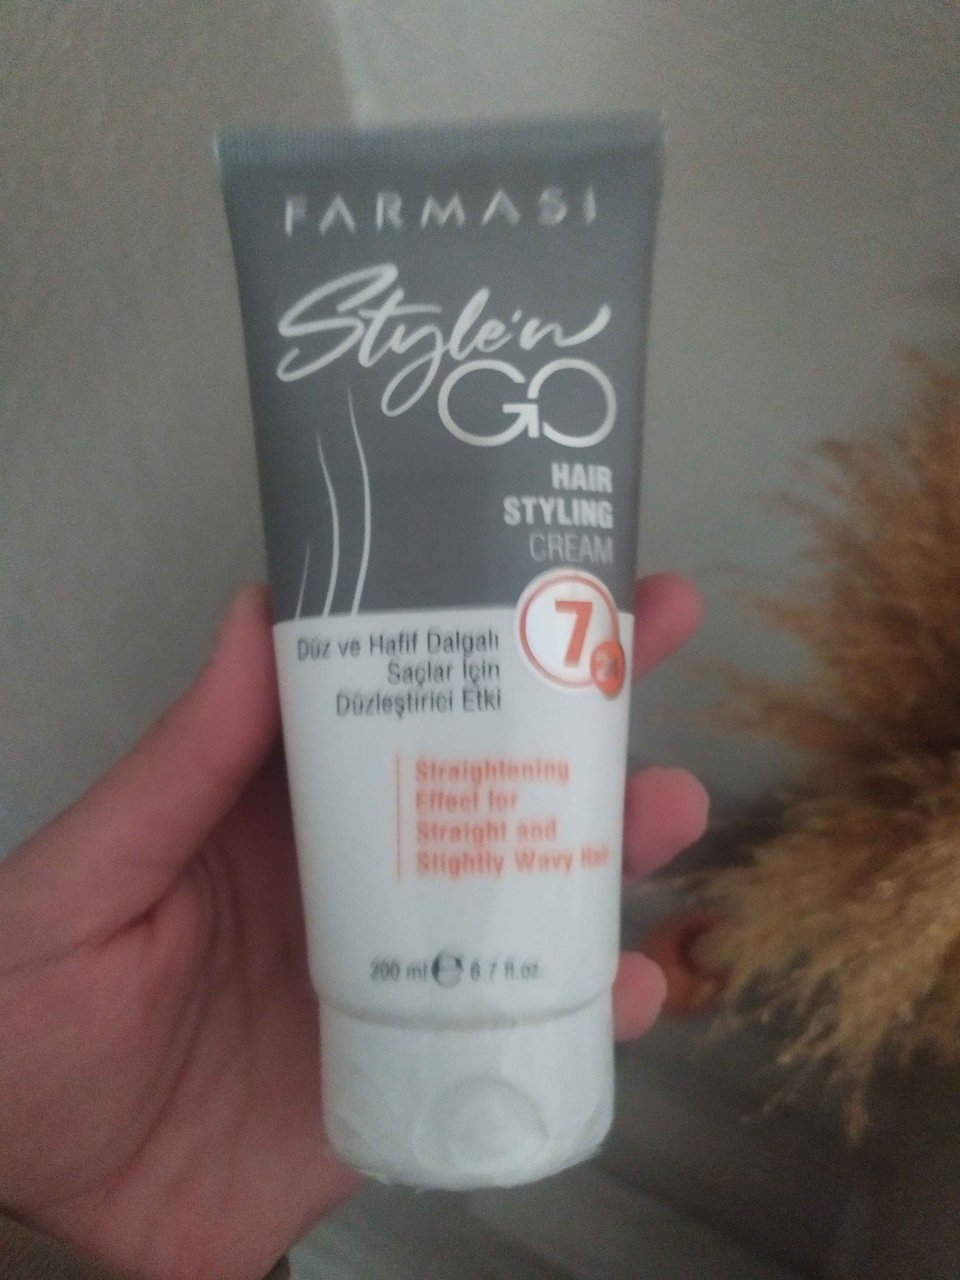 FARMASI
Style'n
GO
HAIR
STYLING
CREAM
7
24
Düz ve Hafif Dalgalı
Saçlar İçin
Düzleştirici Etki
Straightening
Effect for
Straight and
Slightly Wavy Hair
200 ml ℮ 6.7 fl.oz.